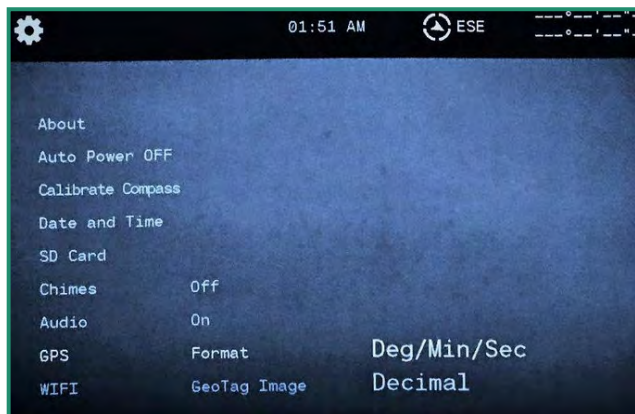 01:51 AM ESE ---°--'--"-
---°--'--"-
About
Auto Power OFF
Calibrate Compass
Date and Time
SD Card
Chimes Off
Audio On
GPS Format Deg/Min/Sec
WIFI GeoTag Image Decimal